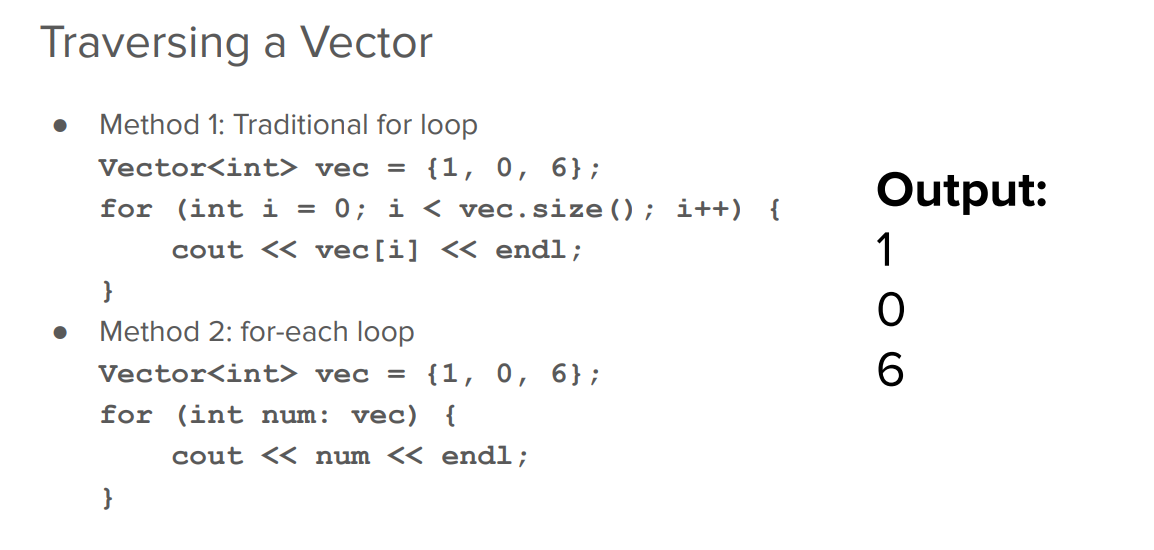 Traversing a Vector
● Method 1: Traditional for loop
Vector<int> vec = {1, 0, 6};
for (int i = 0; i < vec.size(); i++) {
    cout << vec[i] << endl;
}
● Method 2: for-each loop
Vector<int> vec = {1, 0, 6};
for (int num: vec) {
    cout << num << endl;
}
Output:
1
0
6